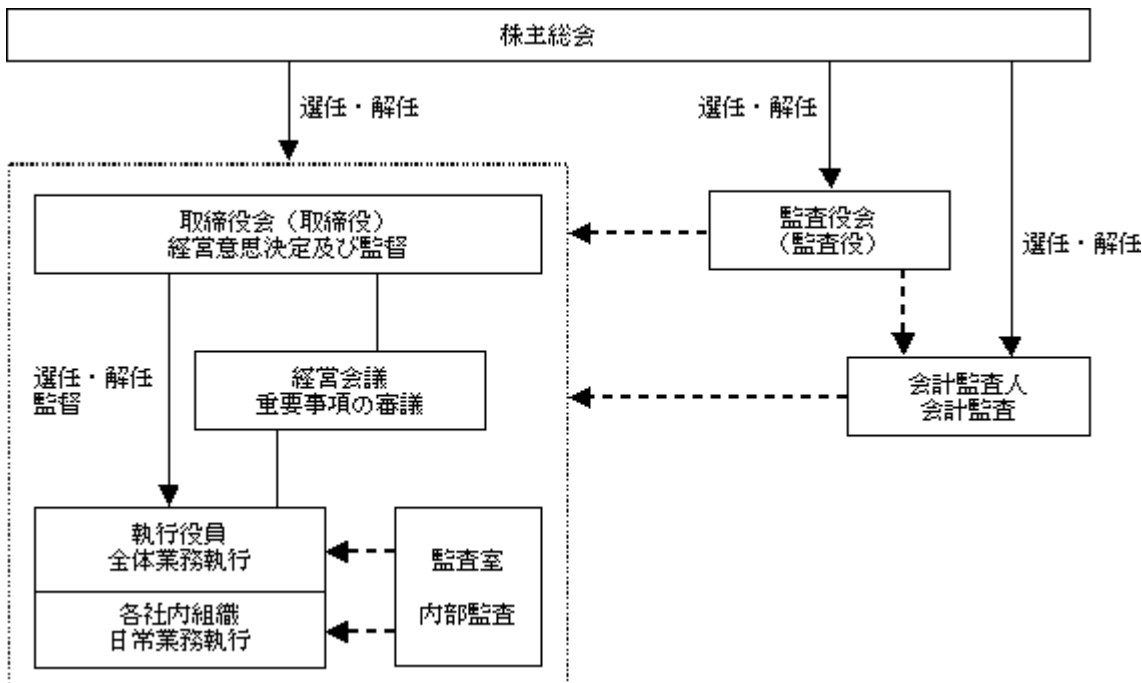 株主総会
選任・解任
選任・解任
取締役会（取締役）
経営意思決定及び監督
監査役会
（監査役）
選任・解任
選任・解任
監督
経営会議
重要事項の審議
会計監査人
会計監査
執行役員
全体業務執行
監査室
内部監査
各社内組織
日常業務執行